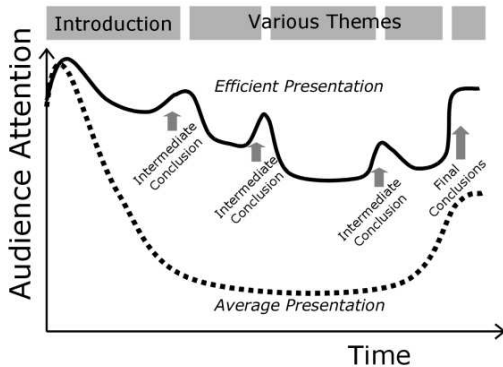 Introduction
Various Themes
Efficient Presentation
Intermediate
Conclusion
Intermediate
Conclusion
Intermediate
Conclusion
Final
Conclusions
Average Presentation
Audience Attention
Time